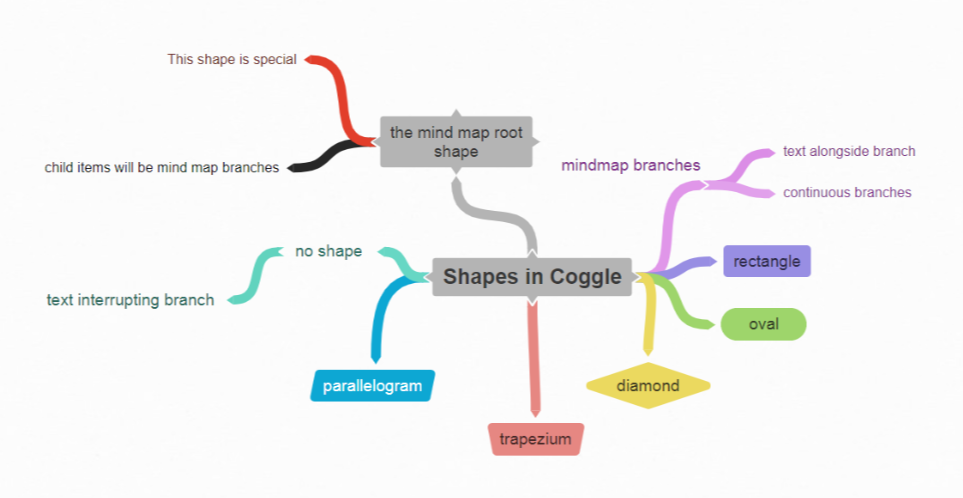 This shape is special
the mind map root
shape
child items will be mind map branches
mindmap branches
text alongside branch
continuous branches
no shape
text interrupting branch
Shapes in Coggle
rectangle
oval
parallelogram
diamond
trapezium